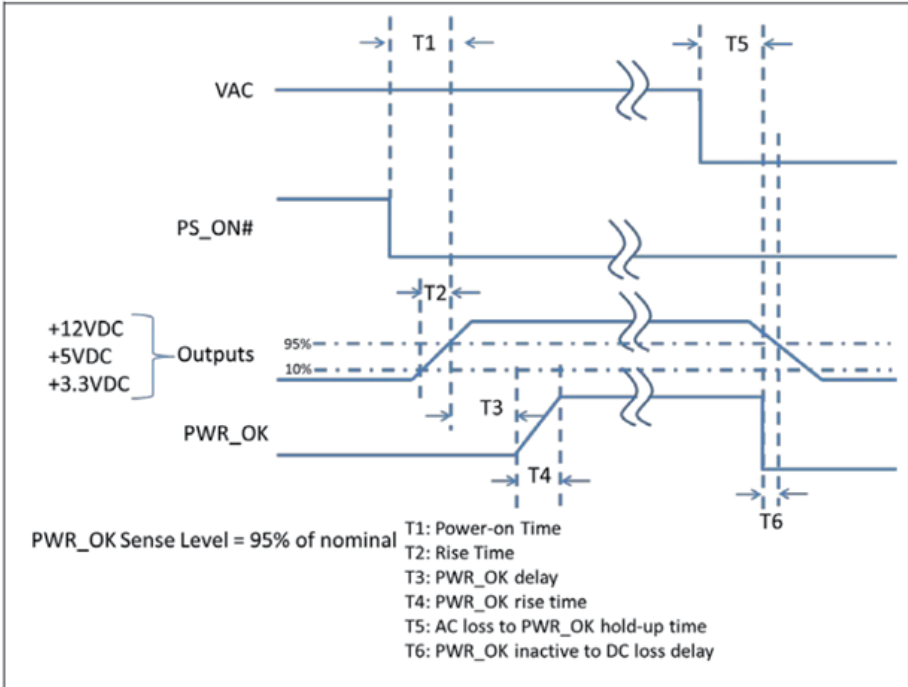 T1
T5
VAC
PS_ON#
T2
+12VDC
+5VDC
+3.3VDC
Outputs
95%
10%
T3
PWR_OK
T4
T6
PWR_OK Sense Level = 95% of nominal
T1: Power-on Time
T2: Rise Time
T3: PWR_OK delay
T4: PWR_OK rise time
T5: AC loss to PWR_OK hold-up time
T6: PWR_OK inactive to DC loss delay